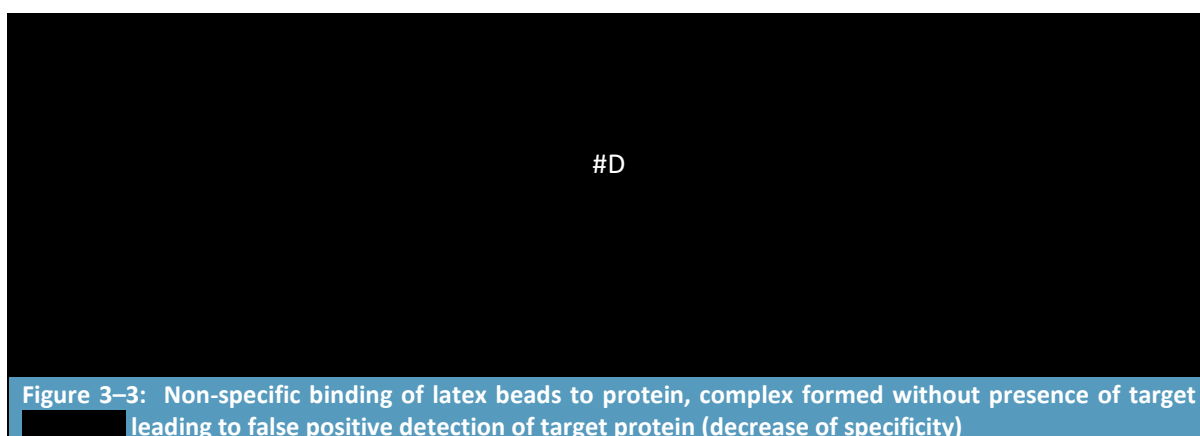 #D
Figure 3–3: Non-specific binding of latex beads to protein, complex formed without presence of target
leading to false positive detection of target protein (decrease of specificity)